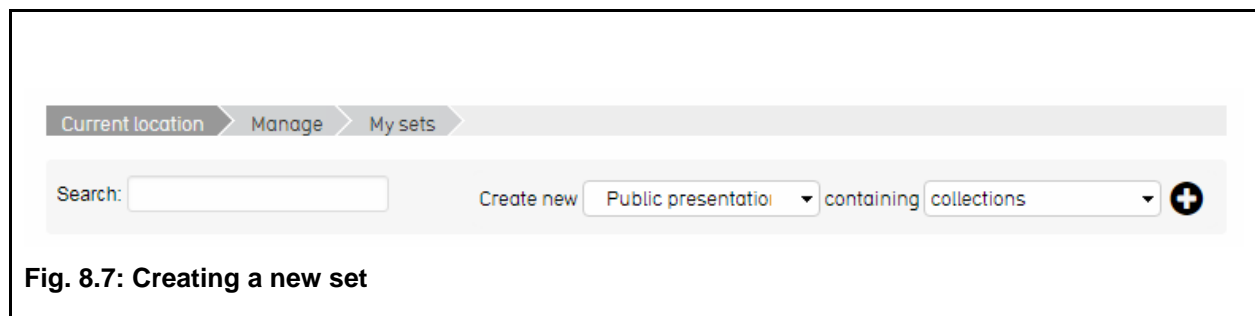 Current location Manage My sets
Search: Create new Public presentatio containing collections
Fig. 8.7: Creating a new set